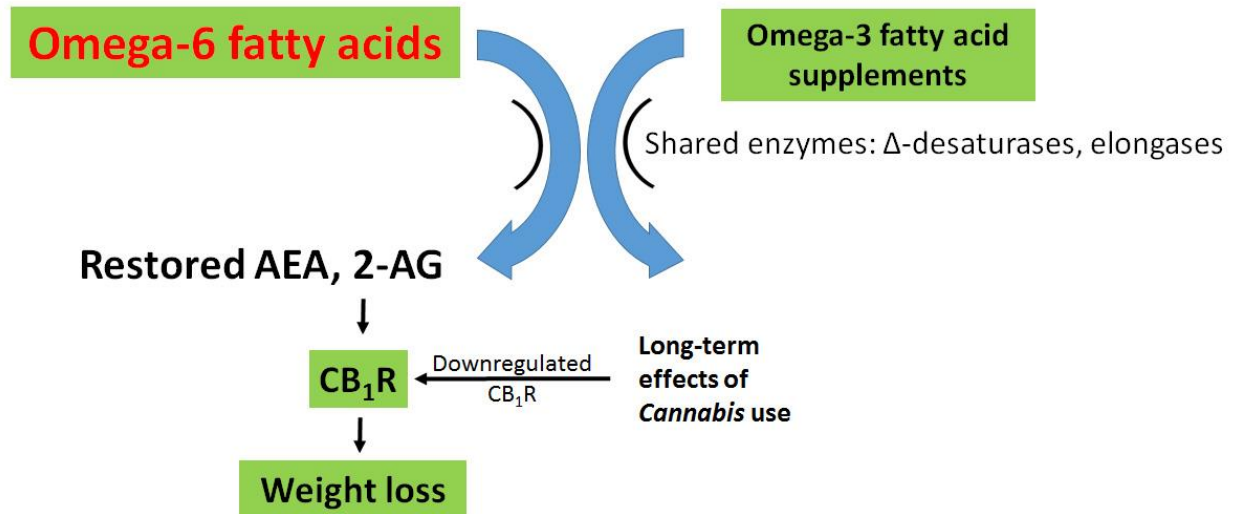 Omega-6 fatty acids
Omega-3 fatty acid
supplements
Shared enzymes: Δ-desaturases, elongases
Restored AEA, 2-AG
CB₁R
Downregulated
CB₁R
Long-term
effects of
Cannabis use
Weight loss